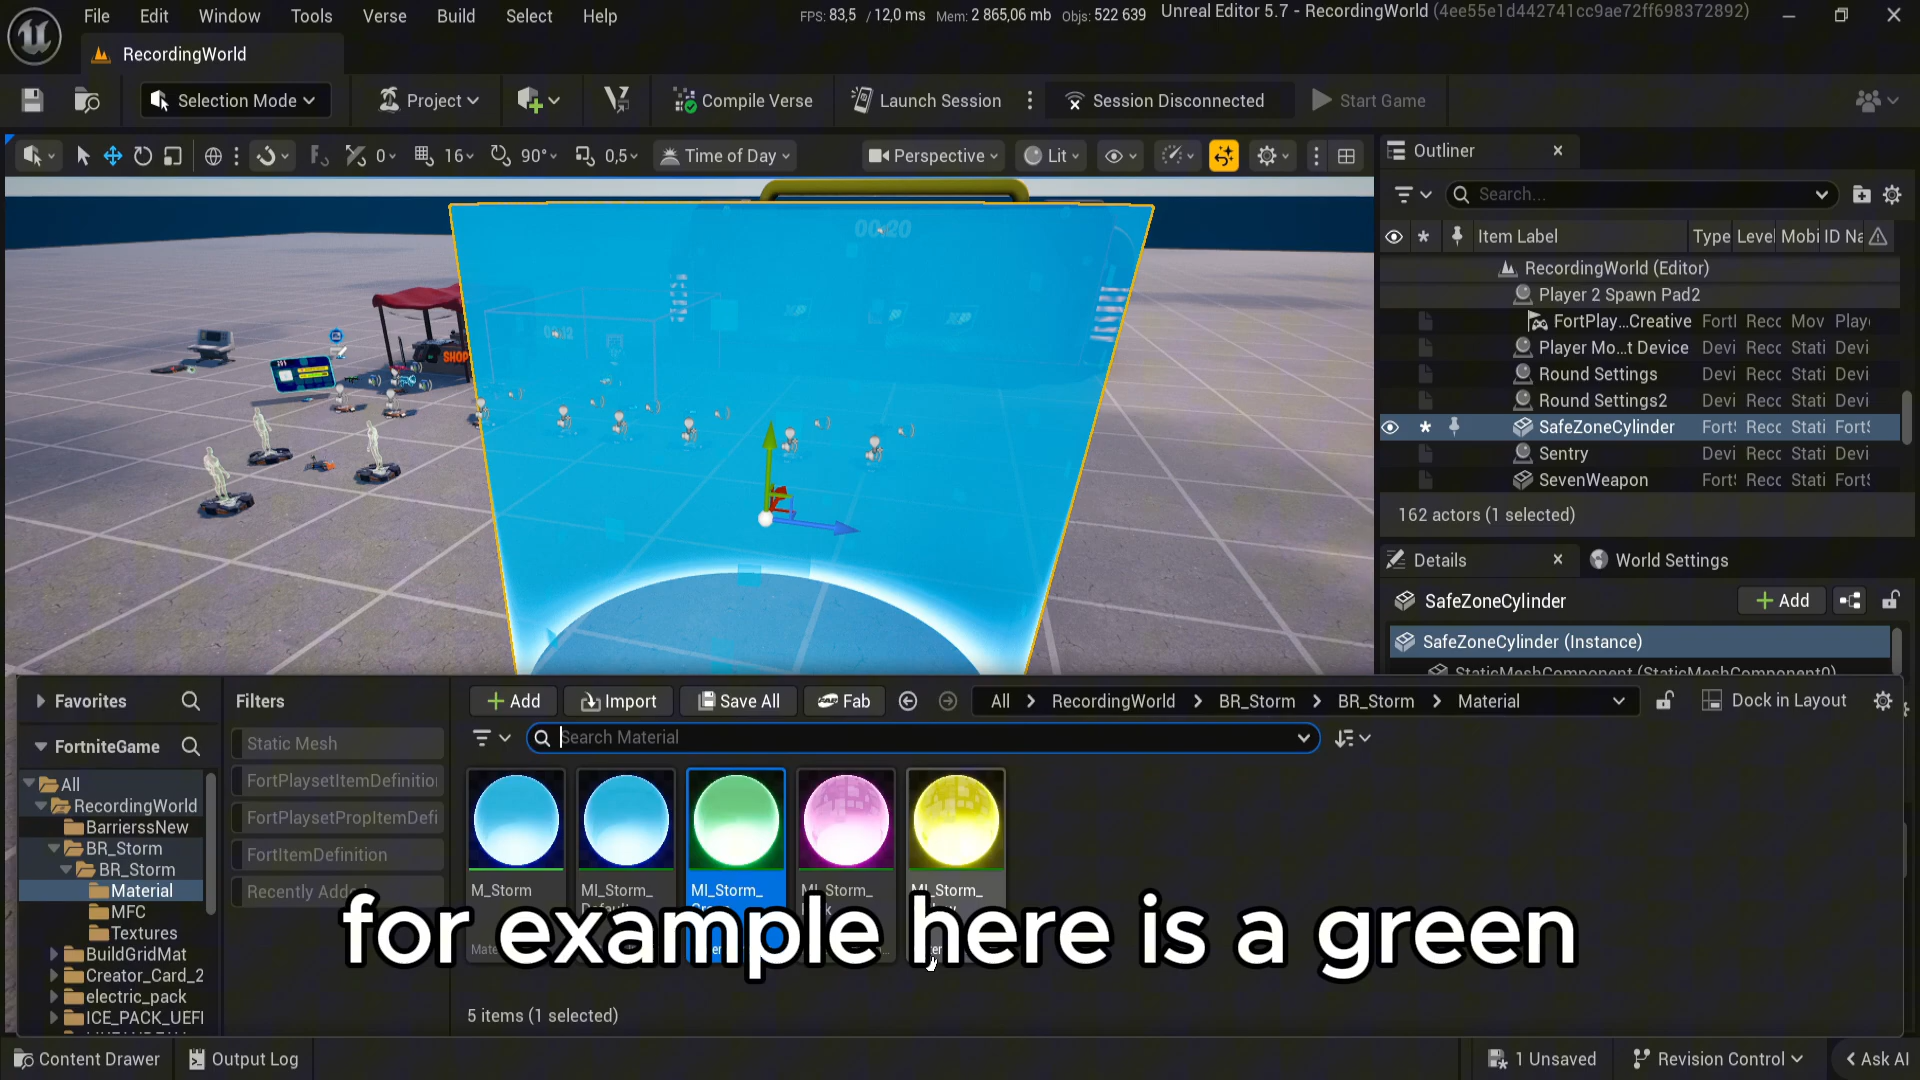 File Edit Window Tools Verse Build Select Help
FPS: 83,5 / 12,0 ms Mem: 2 865,06 mb Objs: 522 639
Unreal Editor 5.7 - RecordingWorld (4ee55e1d442741cc9ae72ff698372892)
RecordingWorld
Selection Mode
Project
Compile Verse
Launch Session
Session Disconnected
Start Game
0
16
90°
0,5
Time of Day
Perspective
Lit
00:20
00:12
SHOP
Outliner
Search...
Item Label Type Level Mobi ID Na
RecordingWorld (Editor)
Player 2 Spawn Pad2
FortPlay...Creative Fortl Recc Mov Play
Player Mo...t Device Devi Recc Stati Devi
Round Settings Devi Recc Stati Devi
Round Settings2 Devi Recc Stati Devi
SafeZoneCylinder Fort Recc Stati Fort
Sentry Devi Recc Stati Devi
SevenWeapon Fort Recc Stati Fort
162 actors (1 selected)
Details
World Settings
SafeZoneCylinder
Add
SafeZoneCylinder (Instance)
StaticMeshComponent (StaticMeshComponent0)
Favorites
Filters
Add
Import
Save All
Fab
All > RecordingWorld > BR_Storm > BR_Storm > Material
Dock in Layout
FortniteGame
Static Mesh
Search Material
All
RecordingWorld
BarrierssNew
BR_Storm
BR_Storm
Material
MFC
Textures
BuildGridMat
Creator_Card_2
electric_pack
ICE_PACK_UEFI
FortPlaysetItemDefinition
FortPlaysetPropItemDefi
FortItemDefinition
Recently Added
M_Storm
MI_Storm_
MI_Storm_
MI_Storm_
MI_Storm_
for example here is a green
5 items (1 selected)
Content Drawer
Output Log
1 Unsaved
Revision Control
Ask AI